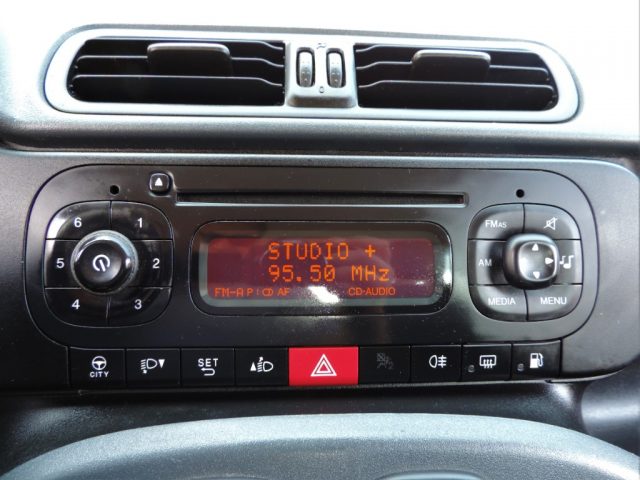 STUDIO +
95.50 MHz
FM-A P:CD AF CD-AUDIO
6 1
5 2
4 3
FMAS
AM
MEDIA MENU
CITY
SET